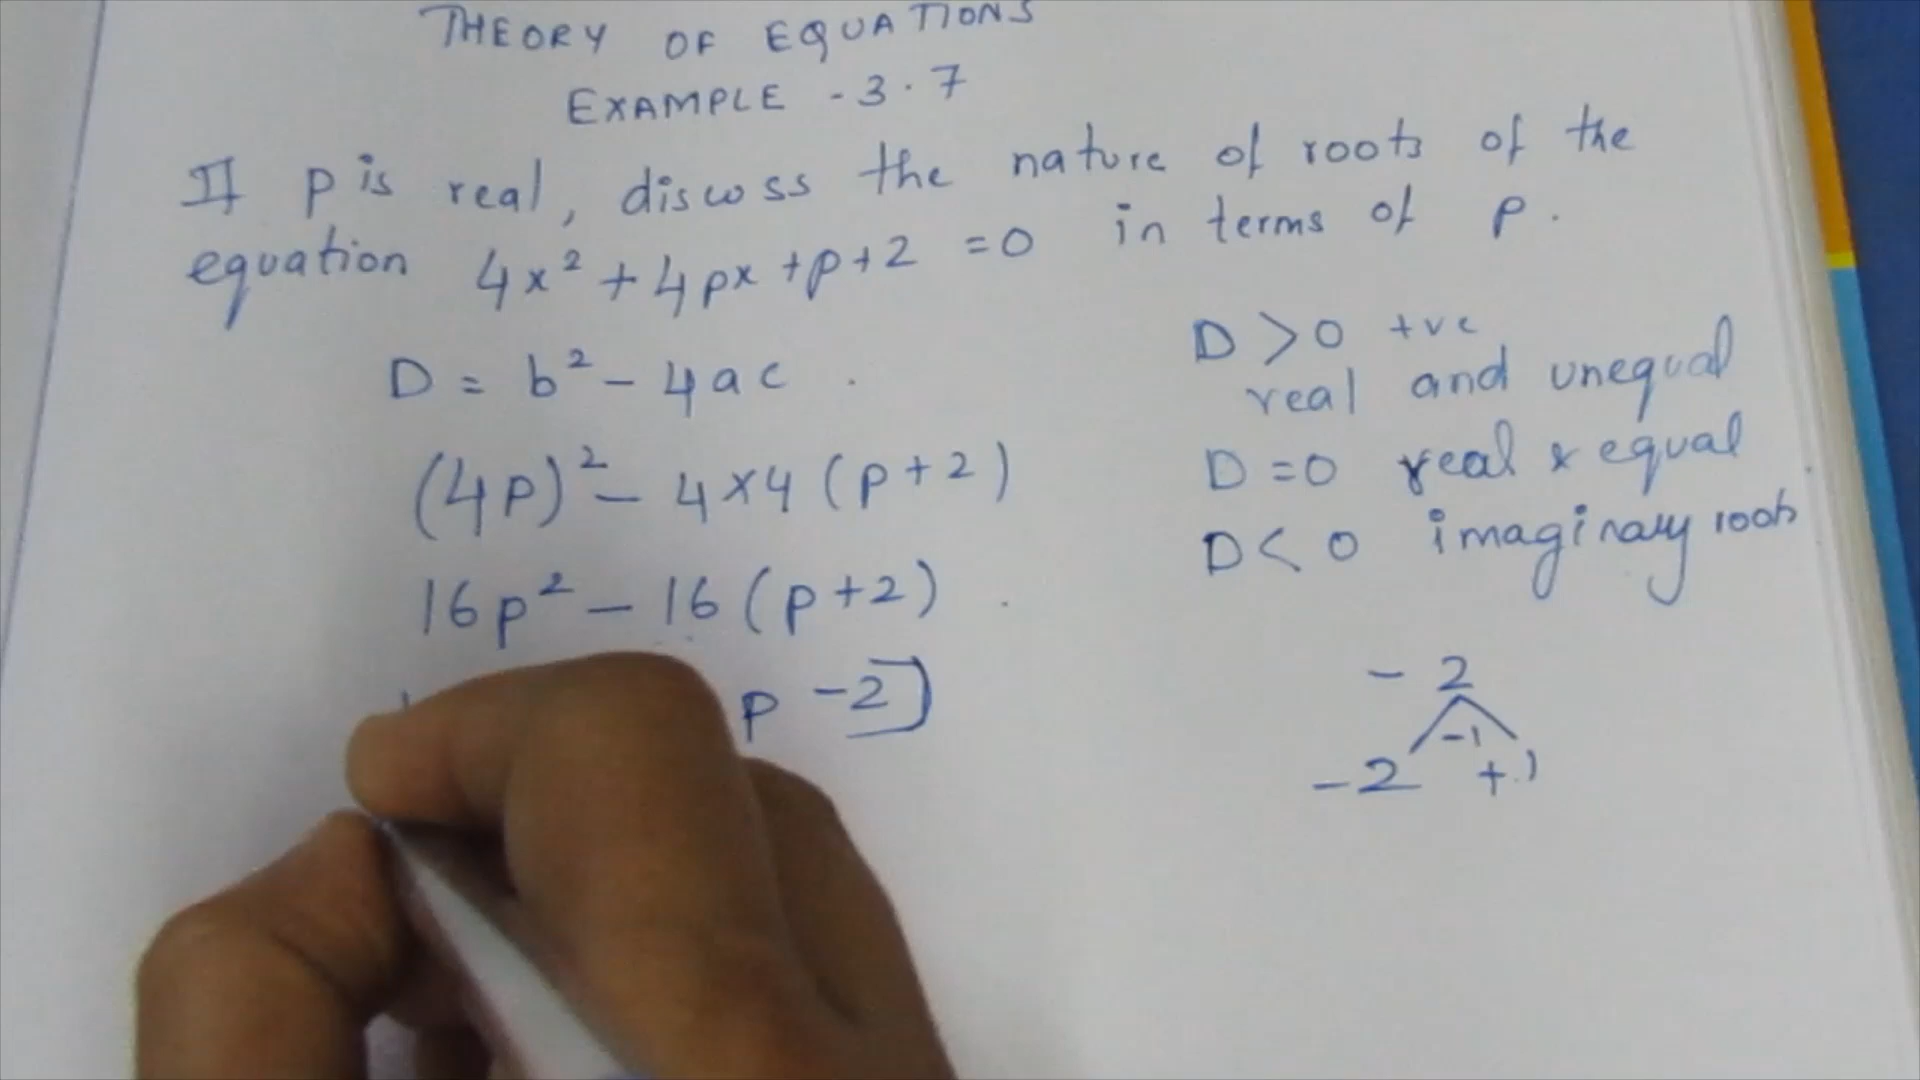 THEORY OF EQUATIONS
EXAMPLE - 3.7
If p is real, discuss the nature of roots of the
equation 4x² + 4px + p + 2 = 0 in terms of p.
D = b² - 4ac
(4p)² - 4×4 (p+2)
16p² - 16 (p+2)
p - 2]
D > 0 +ve
real and unequal
D = 0 real & equal
D < 0 imaginary roots
- 2
-1
-2 +1